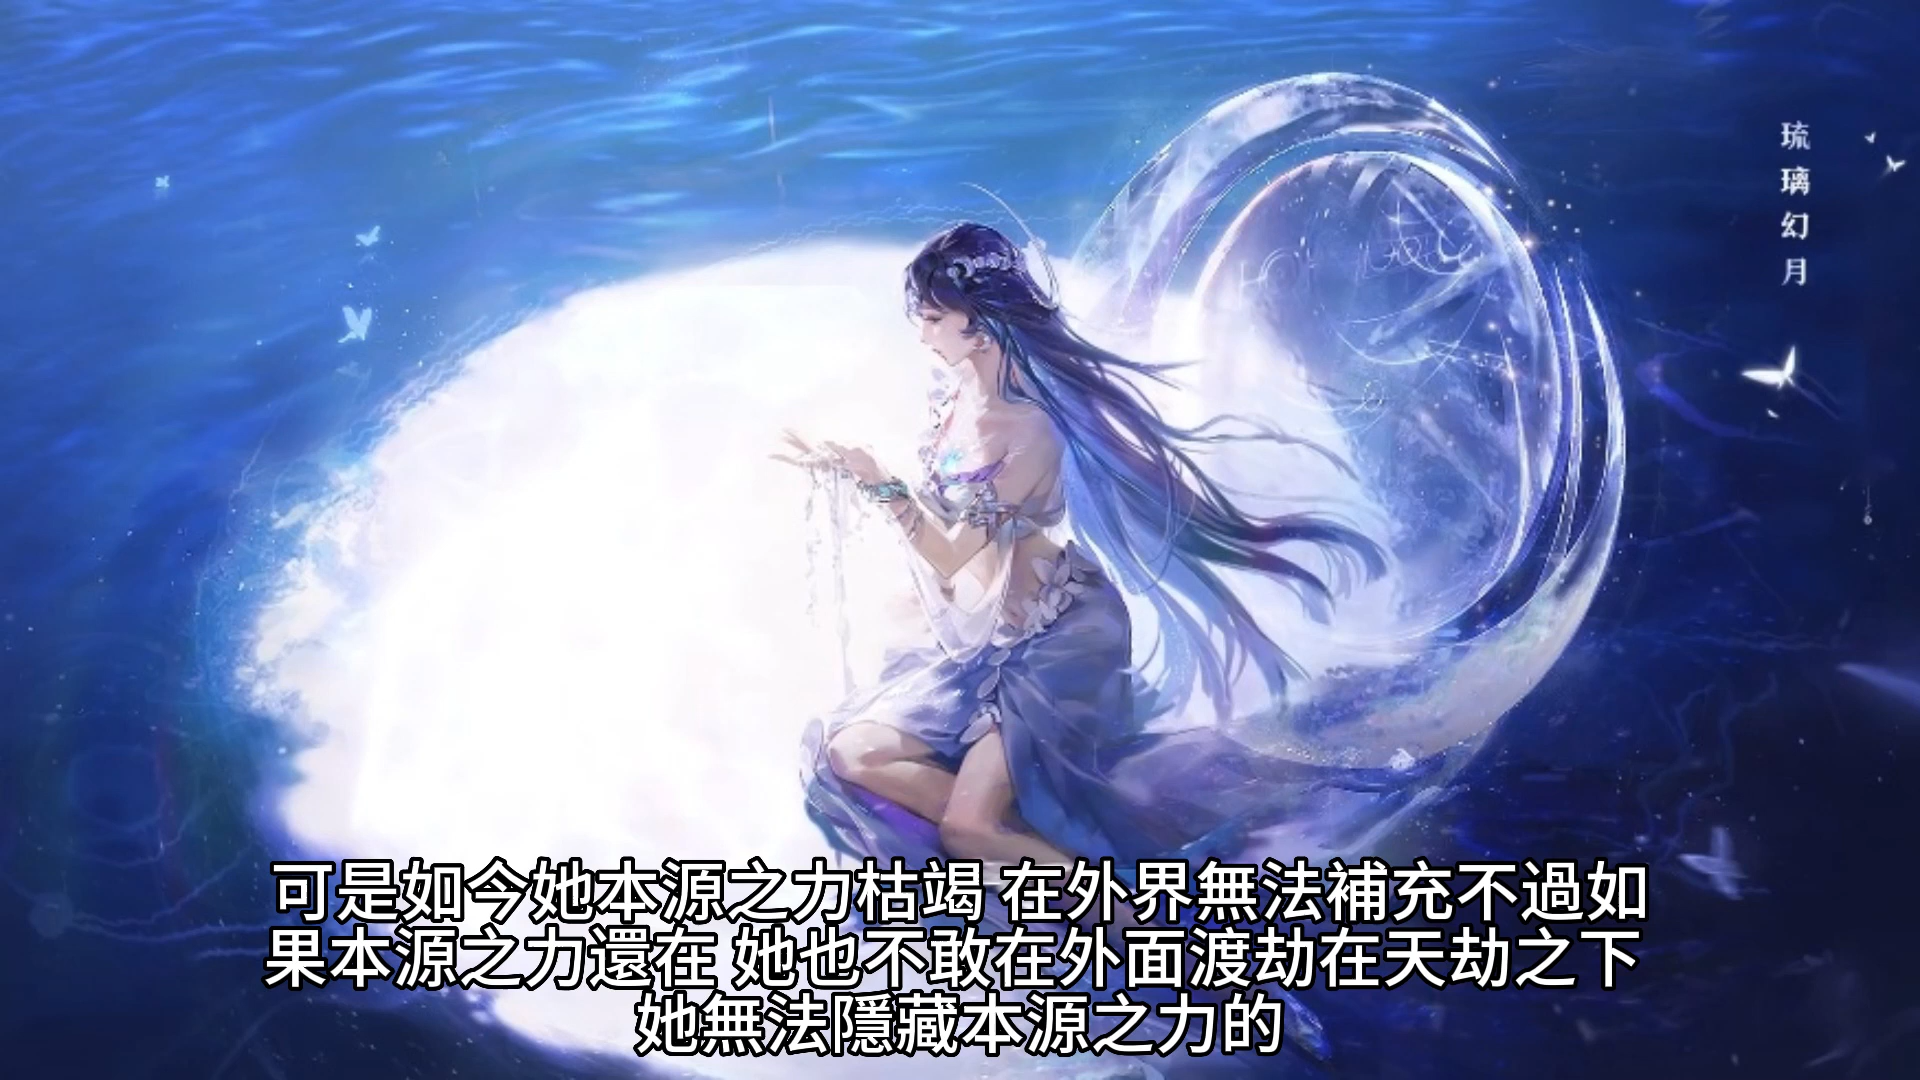 琉璃幻月
可是如今她本源之力枯竭 在外界無法補充不過如
果本源之力還在 她也不敢在外面渡劫在天劫之下
她無法隱藏本源之力的